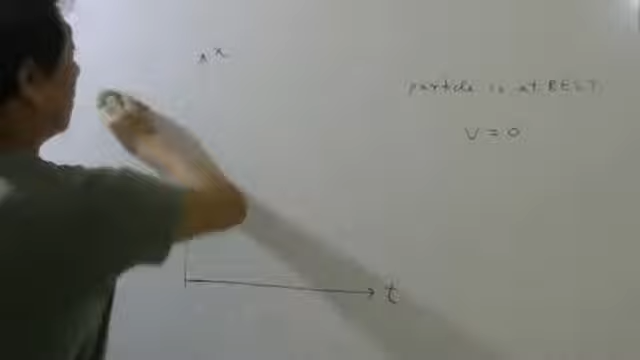 x
particle is at REST
V = 0
t